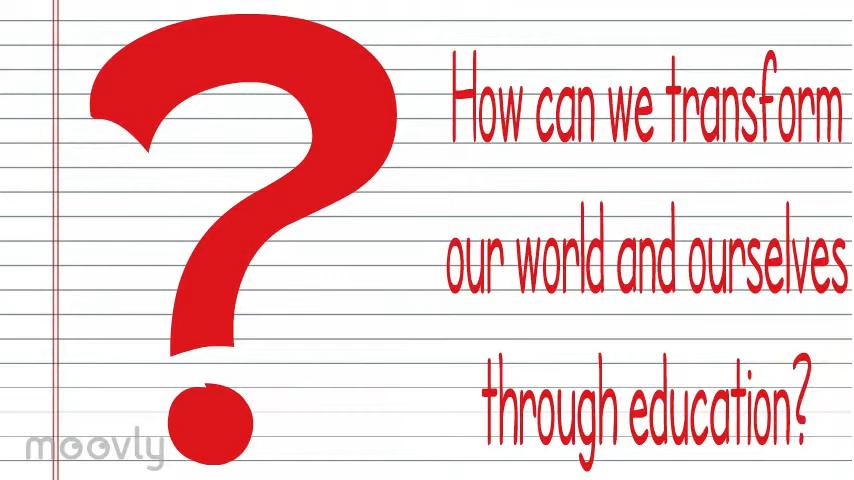 How can we transform
our world and ourselves
through education?
moovly